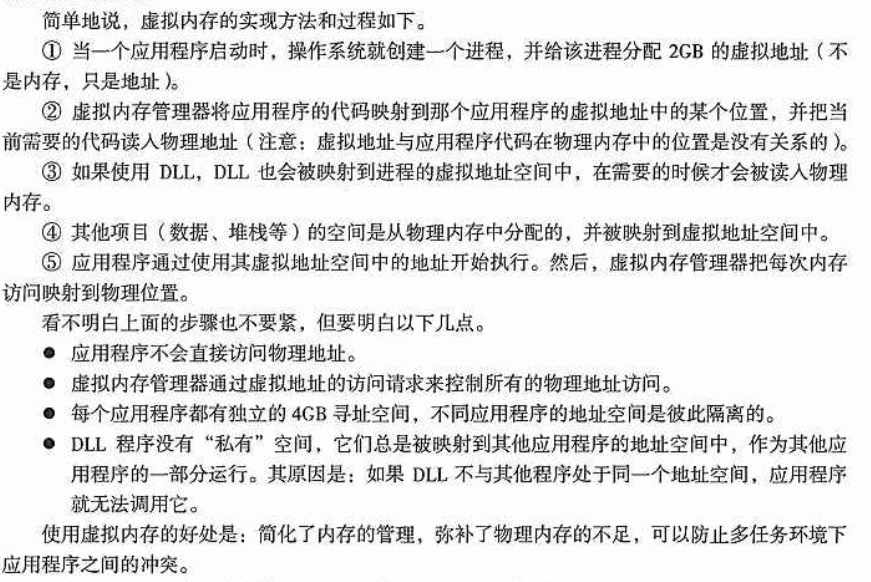 简单地说，虚拟内存的实现方法和过程如下。
① 当一个应用程序启动时，操作系统就创建一个进程，并给该进程分配 2GB 的虚拟地址（不
是内存，只是地址）。
② 虚拟内存管理器将应用程序的代码映射到那个应用程序的虚拟地址中的某个位置，并把当
前需要的代码读入物理地址（注意：虚拟地址与应用程序代码在物理内存中的位置是没有关系的）。
③ 如果使用 DLL，DLL 也会被映射到进程的虚拟地址空间中，在需要的时候才会被读入物理
内存。
④ 其他项目（数据、堆栈等）的空间是从物理内存中分配的，并被映射到虚拟地址空间中。
⑤ 应用程序通过使用其虚拟地址空间中的地址开始执行。然后，虚拟内存管理器把每次内存
访问映射到物理位置。
看不明白上面的步骤也不要紧，但要明白以下几点。
● 应用程序不会直接访问物理地址。
● 虚拟内存管理器通过虚拟地址的访问请求来控制所有的物理地址访问。
● 每个应用程序都有独立的 4GB 寻址空间，不同应用程序的地址空间是彼此隔离的。
● DLL 程序没有“私有”空间，它们总是被映射到其他应用程序的地址空间中，作为其他应
用程序的一部分运行。其原因是：如果 DLL 不与其他程序处于同一个地址空间，应用程序
就无法调用它。
使用虚拟内存的好处是：简化了内存的管理，弥补了物理内存的不足，可以防止多任务环境下
应用程序之间的冲突。